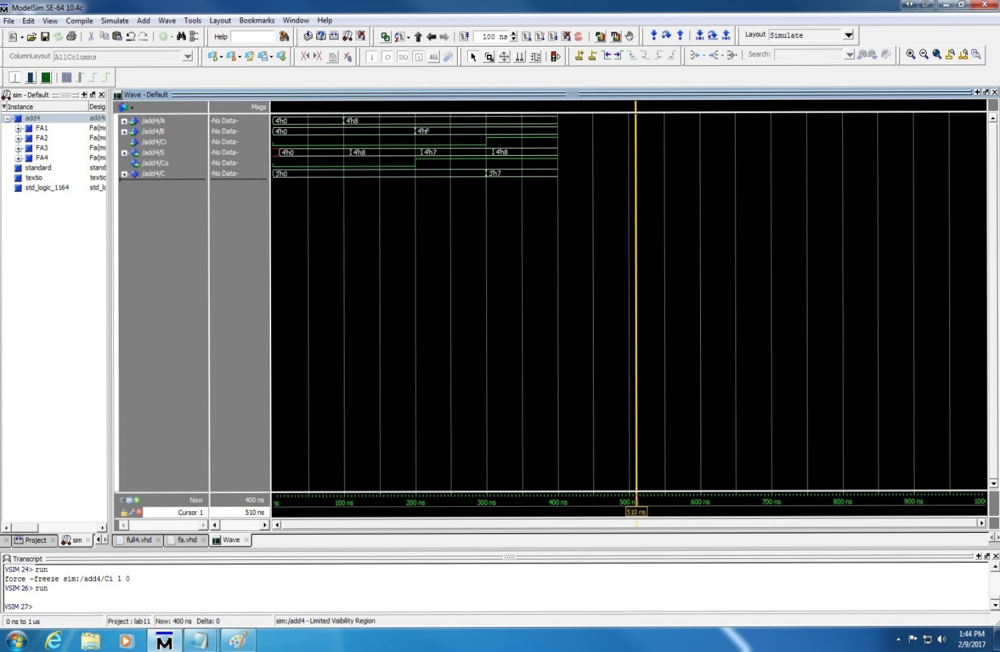 ModelSim SE-64 10.4c
File Edit View Compile Simulate Add Wave Tools Layout Bookmarks Window Help
Help
100 ns
Layout Simulate
ColumnLayout AllColumns
Search:
sim - Default
Wave - Default
Instance Desig
Msgs
add4 add4(
FA1 Fa(mo
FA2 Fa(mo
FA3 Fa(mo
FA4 Fa(mo
standard stand
textio textio
std_logic_1164 std_lo
/add4/A -No Data- 4'h0 4'h8
/add4/B -No Data- 4'h0 4'hF
/add4/Ci -No Data-
/add4/S -No Data- 4'h0 4'h8 4'h7 4'h8
/add4/Co -No Data-
/add4/C -No Data- 3'h0 3'h7
Now 400 ns
ns 100 ns 200 ns 300 ns 400 ns 500 n 600 ns 700 ns 800 ns 900 ns 100
Cursor 1 510 ns
510 ns
Project sim
full4.vhd fa.vhd Wave
Transcript
VSIM 24> run
force -freeze sim:/add4/Ci 1 0
VSIM 26> run
VSIM 27>
0 ns to 1 us
Project : lab11 Now: 400 ns Delta: 0
sim:/add4 - Limited Visibility Region
1:44 PM
2/9/2017